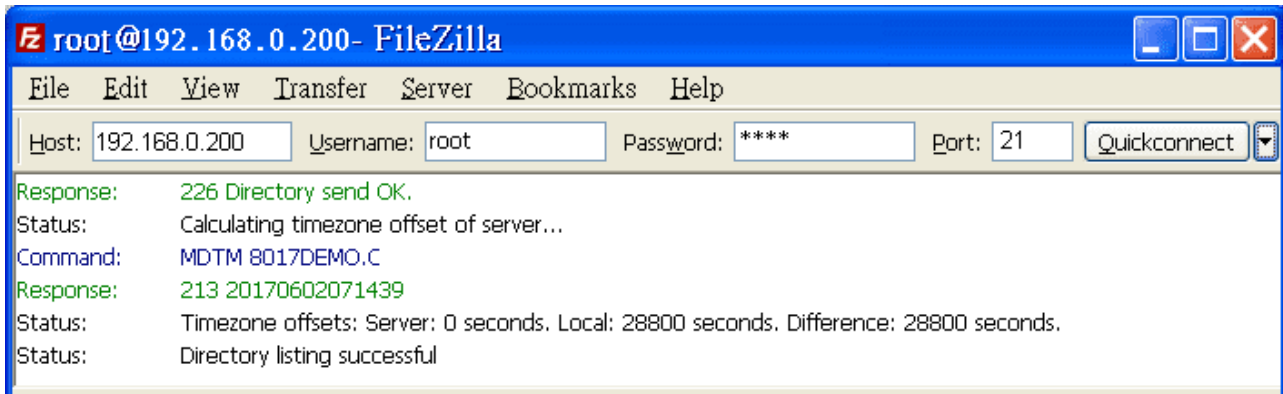 Fz root@192.168.0.200- FileZilla
File Edit View Transfer Server Bookmarks Help
Host: 192.168.0.200 Username: root Password: **** Port: 21 Quickconnect
Response: 226 Directory send OK.
Status: Calculating timezone offset of server...
Command: MDTM 8017DEMO.C
Response: 213 20170602071439
Status: Timezone offsets: Server: 0 seconds. Local: 28800 seconds. Difference: 28800 seconds.
Status: Directory listing successful